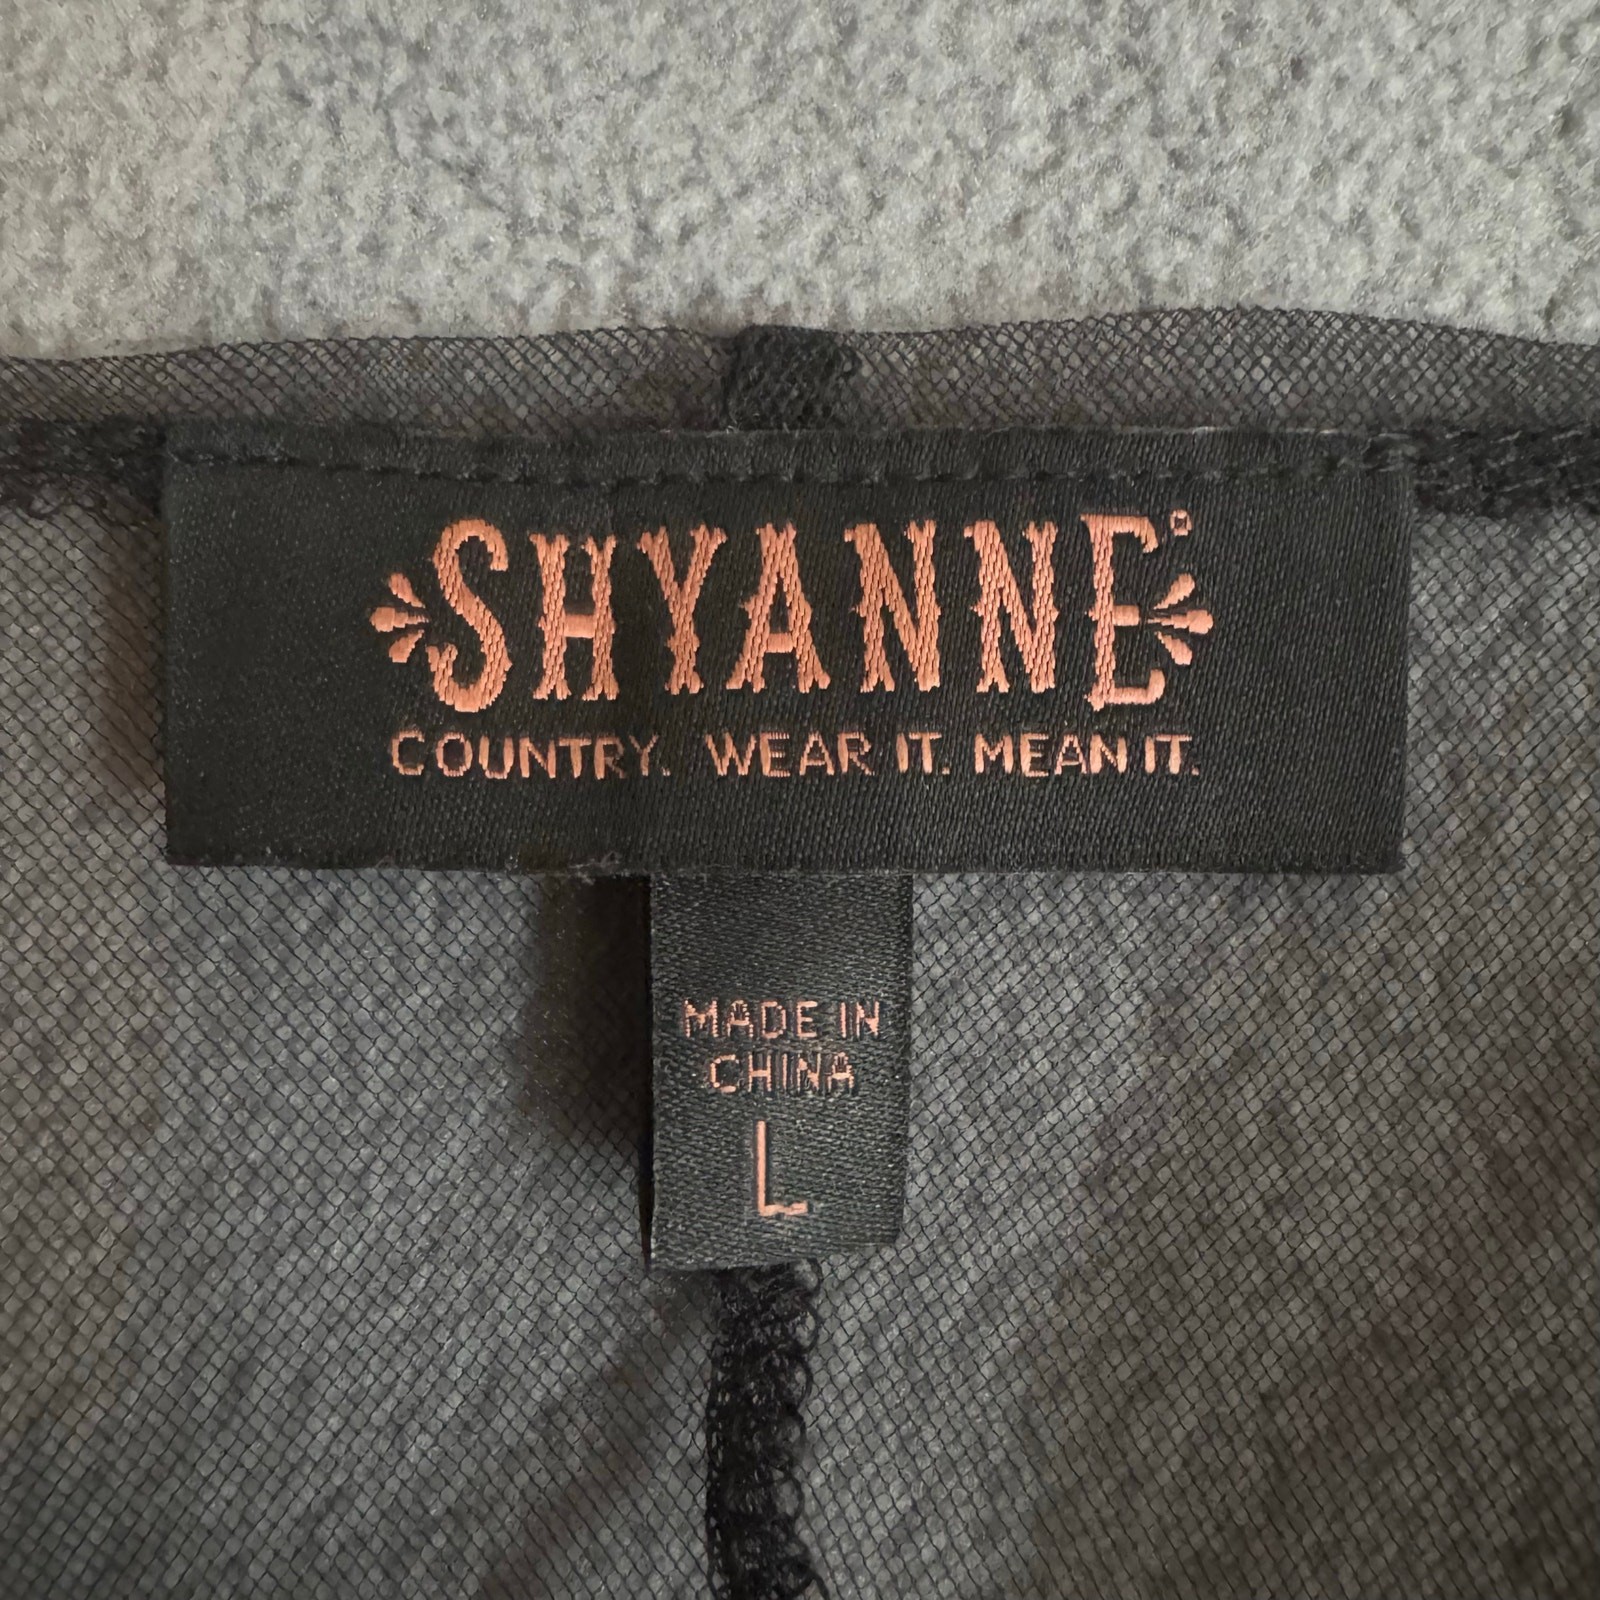 SHYANNE
COUNTRY. WEAR IT. MEAN IT.
MADE IN
CHINA
L